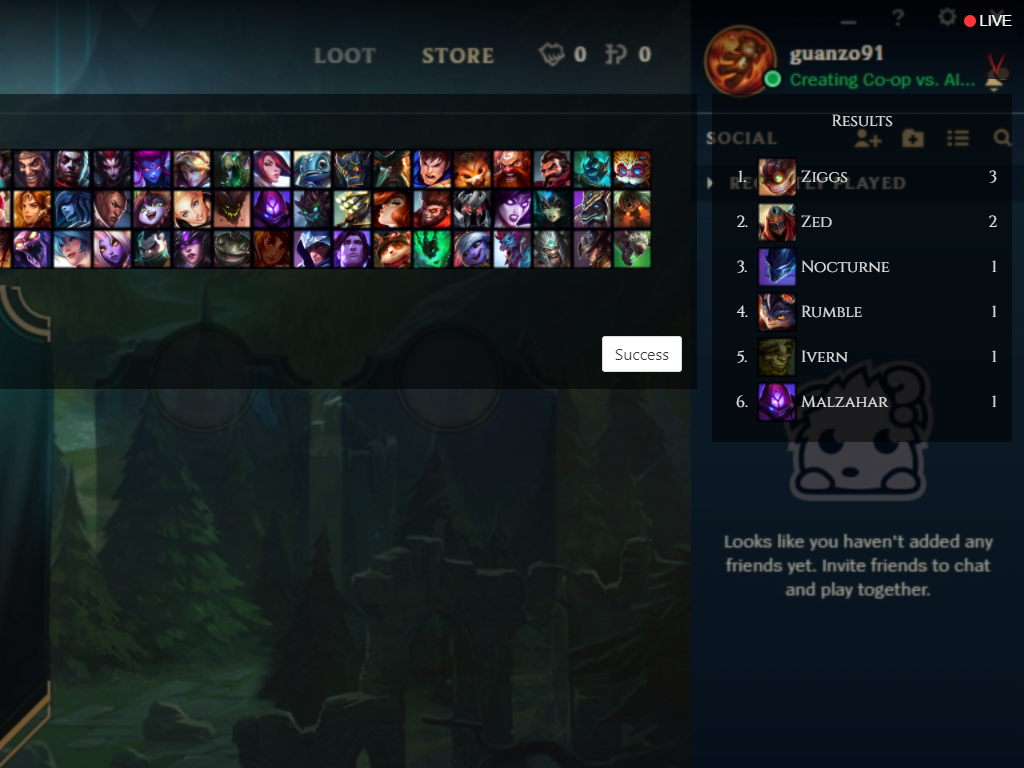 LIVE
LOOT
STORE
0
0
guanzo91
Creating Co-op vs. AI...
Results
SOCIAL
1. Ziggs 3
2. Zed 2
3. Nocturne 1
4. Rumble 1
5. Ivern 1
6. Malzahar 1
Success
Looks like you haven't added any
friends yet. Invite friends to chat
and play together.